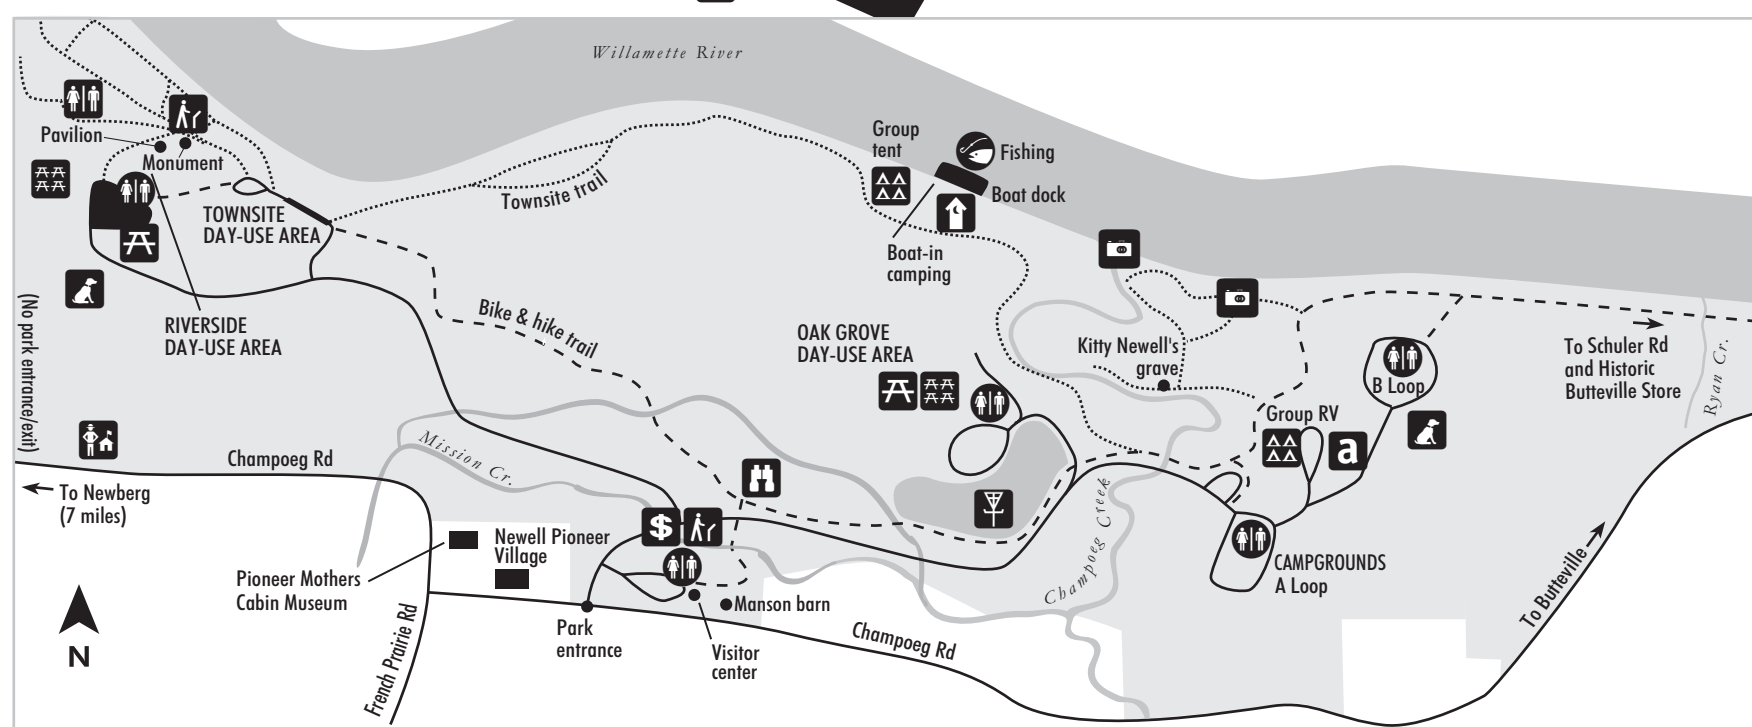 Willamette River
Pavilion
Monument
TOWNSITE
DAY-USE AREA
RIVERSIDE
DAY-USE AREA
(No park entrance/exit)
Townsite trail
Bike & hike trail
Group
tent
Fishing
Boat dock
Boat-in
camping
OAK GROVE
DAY-USE AREA
Kitty Newell's
grave
B Loop
Group RV
a
To Schuler Rd
and Historic
Butteville Store
Ryan Cr.
Champoeg Rd
To Newberg
(7 miles)
Mission Cr.
$
Newell Pioneer
Village
Pioneer Mothers
Cabin Museum
N
French Prairie Rd
Park
entrance
Manson barn
Visitor
center
Champoeg Rd
Champoeg Creek
CAMPGROUNDS
A Loop
To Butteville